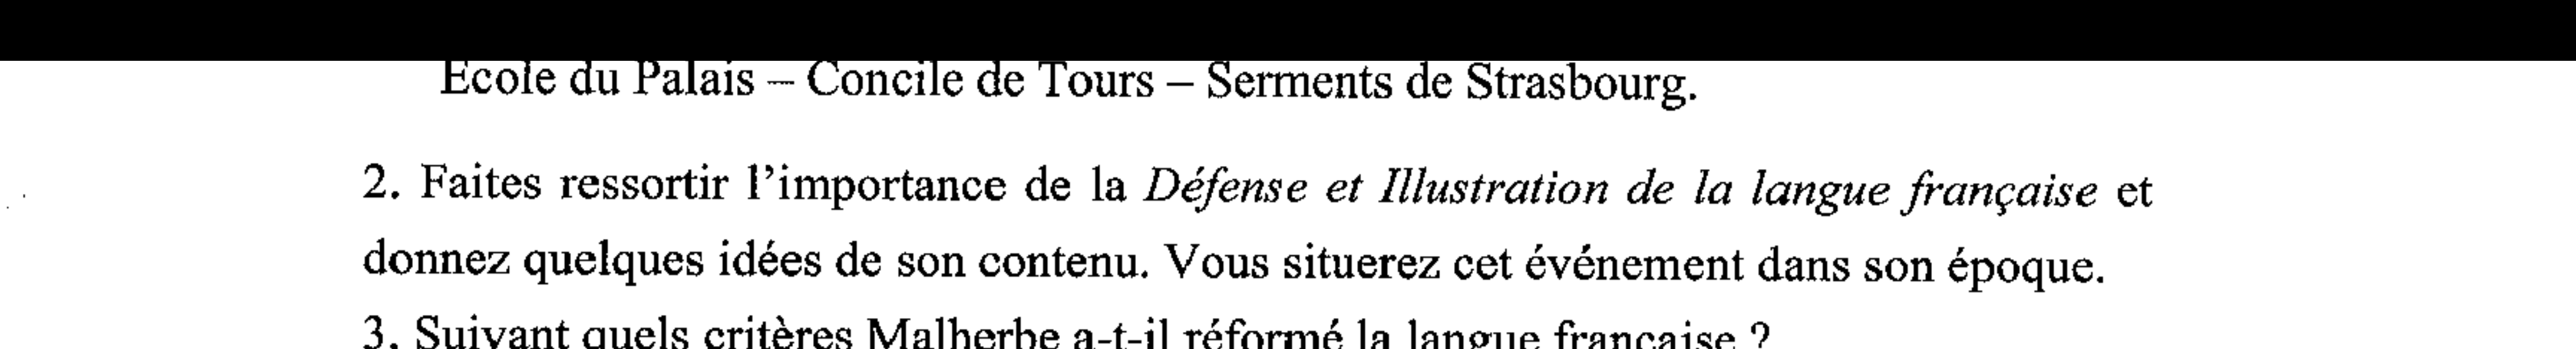 Ecole du Palais – Concile de Tours – Serments de Strasbourg.
2. Faites ressortir l’importance de la Défense et Illustration de la langue française et
donnez quelques idées de son contenu. Vous situerez cet événement dans son époque.
3. Suivant quels critères Malherbe a-t-il réformé la langue française ?